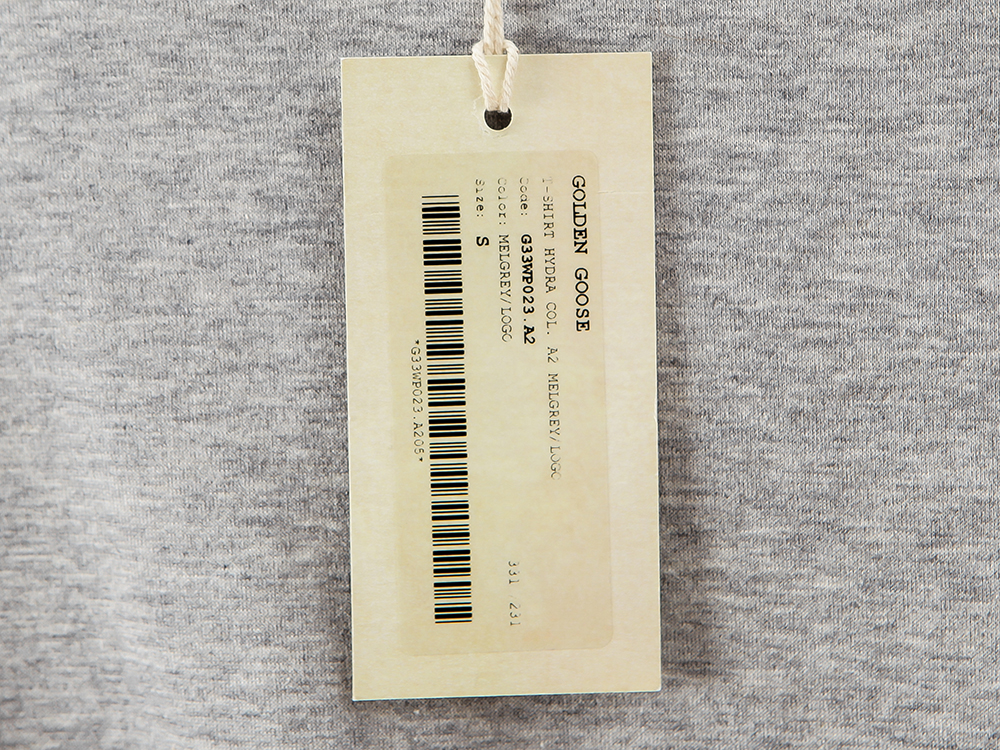 GOLDEN GOOSE
T-SHIRT HYDRA COL. A2 MELGREY/LOGO
Code: G33WP023.A2
Color: MELGREY/LOGO
331 / 231
Size: S
*G33WP023.A205*